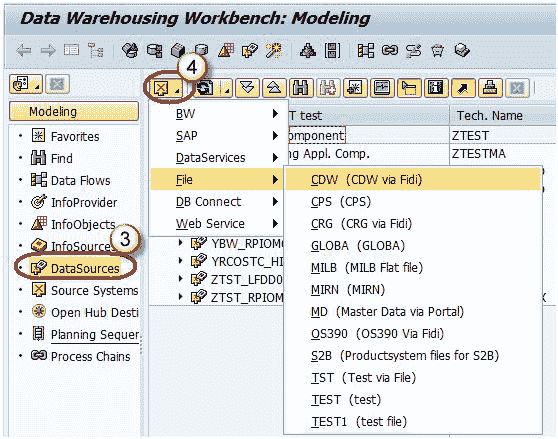 Data Warehousing Workbench: Modeling
4
Modeling
T test
Tech. Name
Favorites
BW
omponent
ZTEST
Find
SAP
ng Appl. Comp.
ZTESTMA
Data Flows
DataServices
InfoProvider
File
CDW (CDW via Fidi)
InfoObjects
DB Connect
CPS (CPS)
InfoSources
3
Web Service
CRG (CRG via Fidi)
DataSources
YBW_RPIOM
GLOBA (GLOBA)
Source Systems
YRCOSTC_HI
MILB (MILB Flat file)
Open Hub Desti
ZTST_LFDD0
MIRN (MIRN)
Planning Sequer
ZTST_RPIOM
MD (Master Data via Portal)
X
Process Chains
OS390 (OS390 Via Fidi)
S2B (Productsystem files for S2B)
TST (Test via File)
TEST (test)
TEST1 (test file)